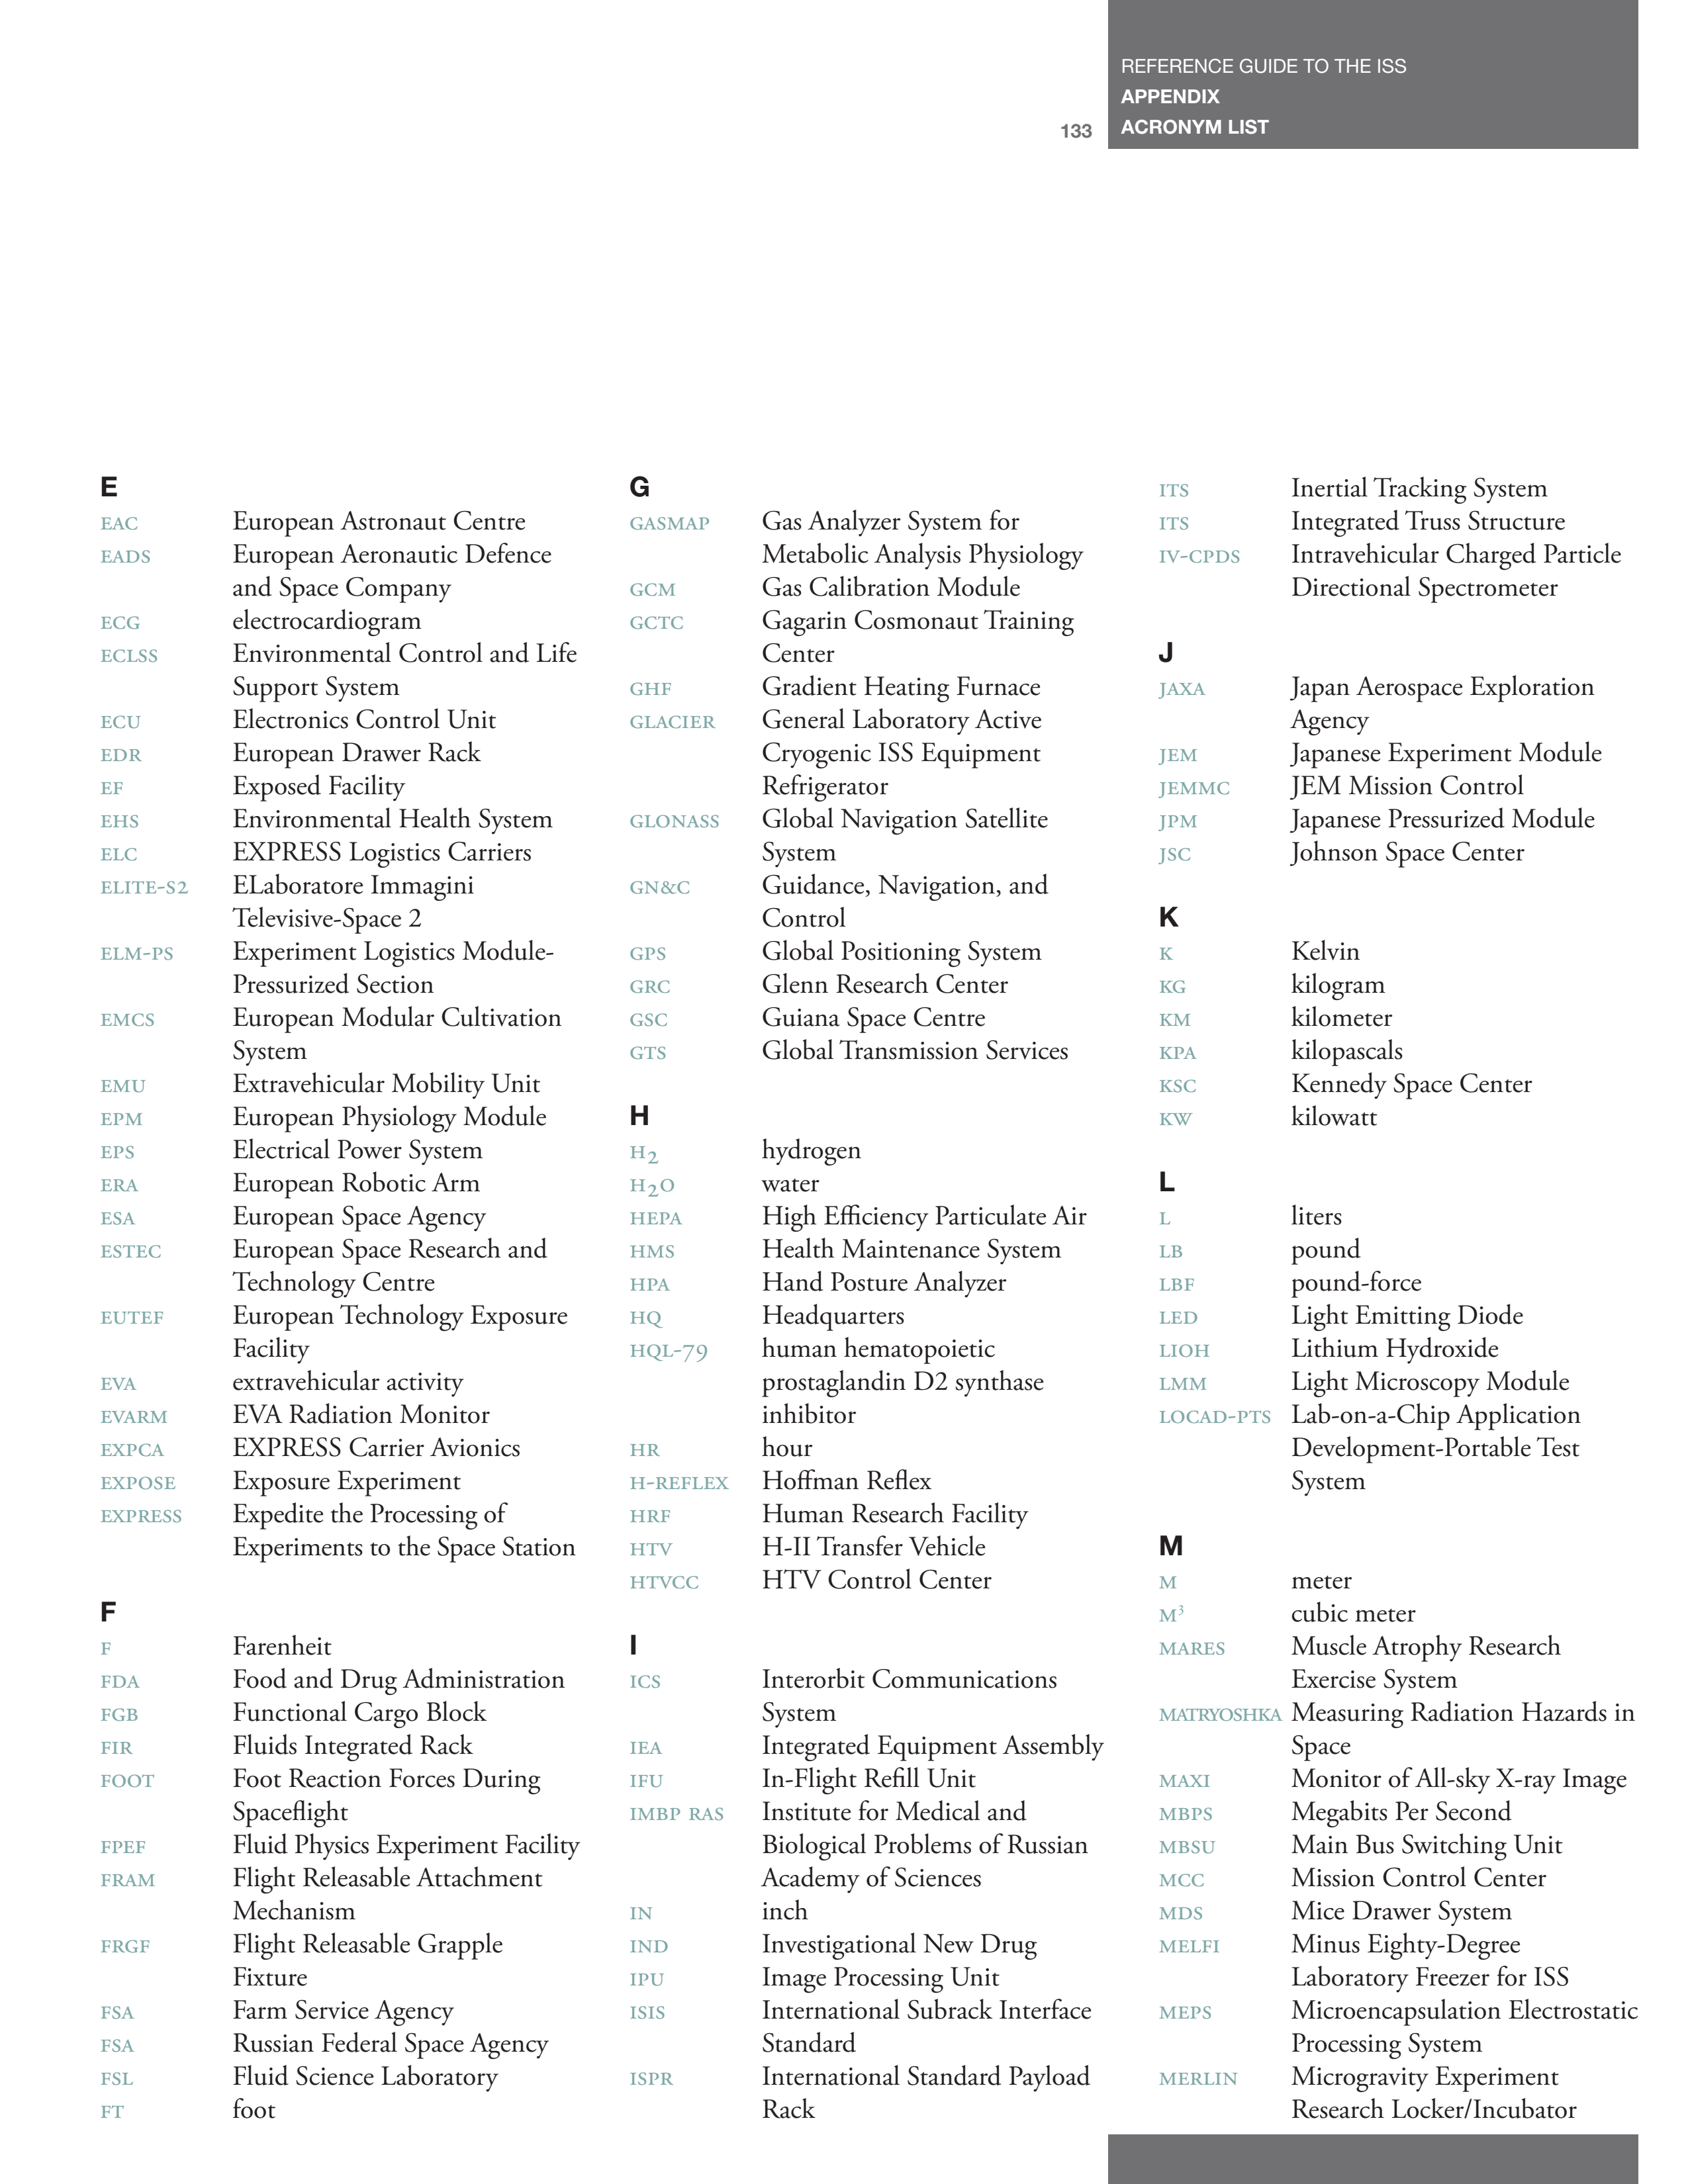 REFERENCE GUIDE TO THE ISS
APPENDIX
133 ACRONYM LIST
E
EAC European Astronaut Centre
EADS European Aeronautic Defence
and Space Company
ECG electrocardiogram
ECLSS Environmental Control and Life
Support System
ECU Electronics Control Unit
EDR European Drawer Rack
EF Exposed Facility
EHS Environmental Health System
ELC EXPRESS Logistics Carriers
ELITE-S2 ELaboratore Immagini
Televisive-Space 2
ELM-PS Experiment Logistics Module-
Pressurized Section
EMCS European Modular Cultivation
System
EMU Extravehicular Mobility Unit
EPM European Physiology Module
EPS Electrical Power System
ERA European Robotic Arm
ESA European Space Agency
ESTEC European Space Research and
Technology Centre
EUTEF European Technology Exposure
Facility
EVA extravehicular activity
EVARM EVA Radiation Monitor
EXPCA EXPRESS Carrier Avionics
EXPOSE Exposure Experiment
EXPRESS Expedite the Processing of
Experiments to the Space Station
F
F Farenheit
FDA Food and Drug Administration
FGB Functional Cargo Block
FIR Fluids Integrated Rack
FOOT Foot Reaction Forces During
Spaceflight
FPEF Fluid Physics Experiment Facility
FRAM Flight Releasable Attachment
Mechanism
FRGF Flight Releasable Grapple
Fixture
FSA Farm Service Agency
FSA Russian Federal Space Agency
FSL Fluid Science Laboratory
FT foot
G
GASMAP Gas Analyzer System for
Metabolic Analysis Physiology
GCM Gas Calibration Module
GCTC Gagarin Cosmonaut Training
Center
GHF Gradient Heating Furnace
GLACIER General Laboratory Active
Cryogenic ISS Equipment
Refrigerator
GLONASS Global Navigation Satellite
System
GN&C Guidance, Navigation, and
Control
GPS Global Positioning System
GRC Glenn Research Center
GSC Guiana Space Centre
GTS Global Transmission Services
H
H2 hydrogen
H2O water
HEPA High Efficiency Particulate Air
HMS Health Maintenance System
HPA Hand Posture Analyzer
HQ Headquarters
HQL-79 human hematopoietic
prostaglandin D2 synthase
inhibitor
HR hour
H-REFLEX Hoffman Reflex
HRF Human Research Facility
HTV H-II Transfer Vehicle
HTVCC HTV Control Center
I
ICS Interorbit Communications
System
IEA Integrated Equipment Assembly
IFU In-Flight Refill Unit
IMBP RAS Institute for Medical and
Biological Problems of Russian
Academy of Sciences
IN inch
IND Investigational New Drug
IPU Image Processing Unit
ISIS International Subrack Interface
Standard
ISPR International Standard Payload
Rack
ITS Inertial Tracking System
ITS Integrated Truss Structure
IV-CPDS Intravehicular Charged Particle
Directional Spectrometer
J
JAXA Japan Aerospace Exploration
Agency
JEM Japanese Experiment Module
JEMMC JEM Mission Control
JPM Japanese Pressurized Module
JSC Johnson Space Center
K
K Kelvin
KG kilogram
KM kilometer
KPA kilopascals
KSC Kennedy Space Center
KW kilowatt
L
L liters
LB pound
LBF pound-force
LED Light Emitting Diode
LIOH Lithium Hydroxide
LMM Light Microscopy Module
LOCAD-PTS Lab-on-a-Chip Application
Development-Portable Test
System
M
M meter
M³ cubic meter
MARES Muscle Atrophy Research
Exercise System
MATRYOSHKA Measuring Radiation Hazards in
Space
MAXI Monitor of All-sky X-ray Image
MBPS Megabits Per Second
MBSU Main Bus Switching Unit
MCC Mission Control Center
MDS Mice Drawer System
MELFI Minus Eighty-Degree
Laboratory Freezer for ISS
MEPS Microencapsulation Electrostatic
Processing System
MERLIN Microgravity Experiment
Research Locker/Incubator